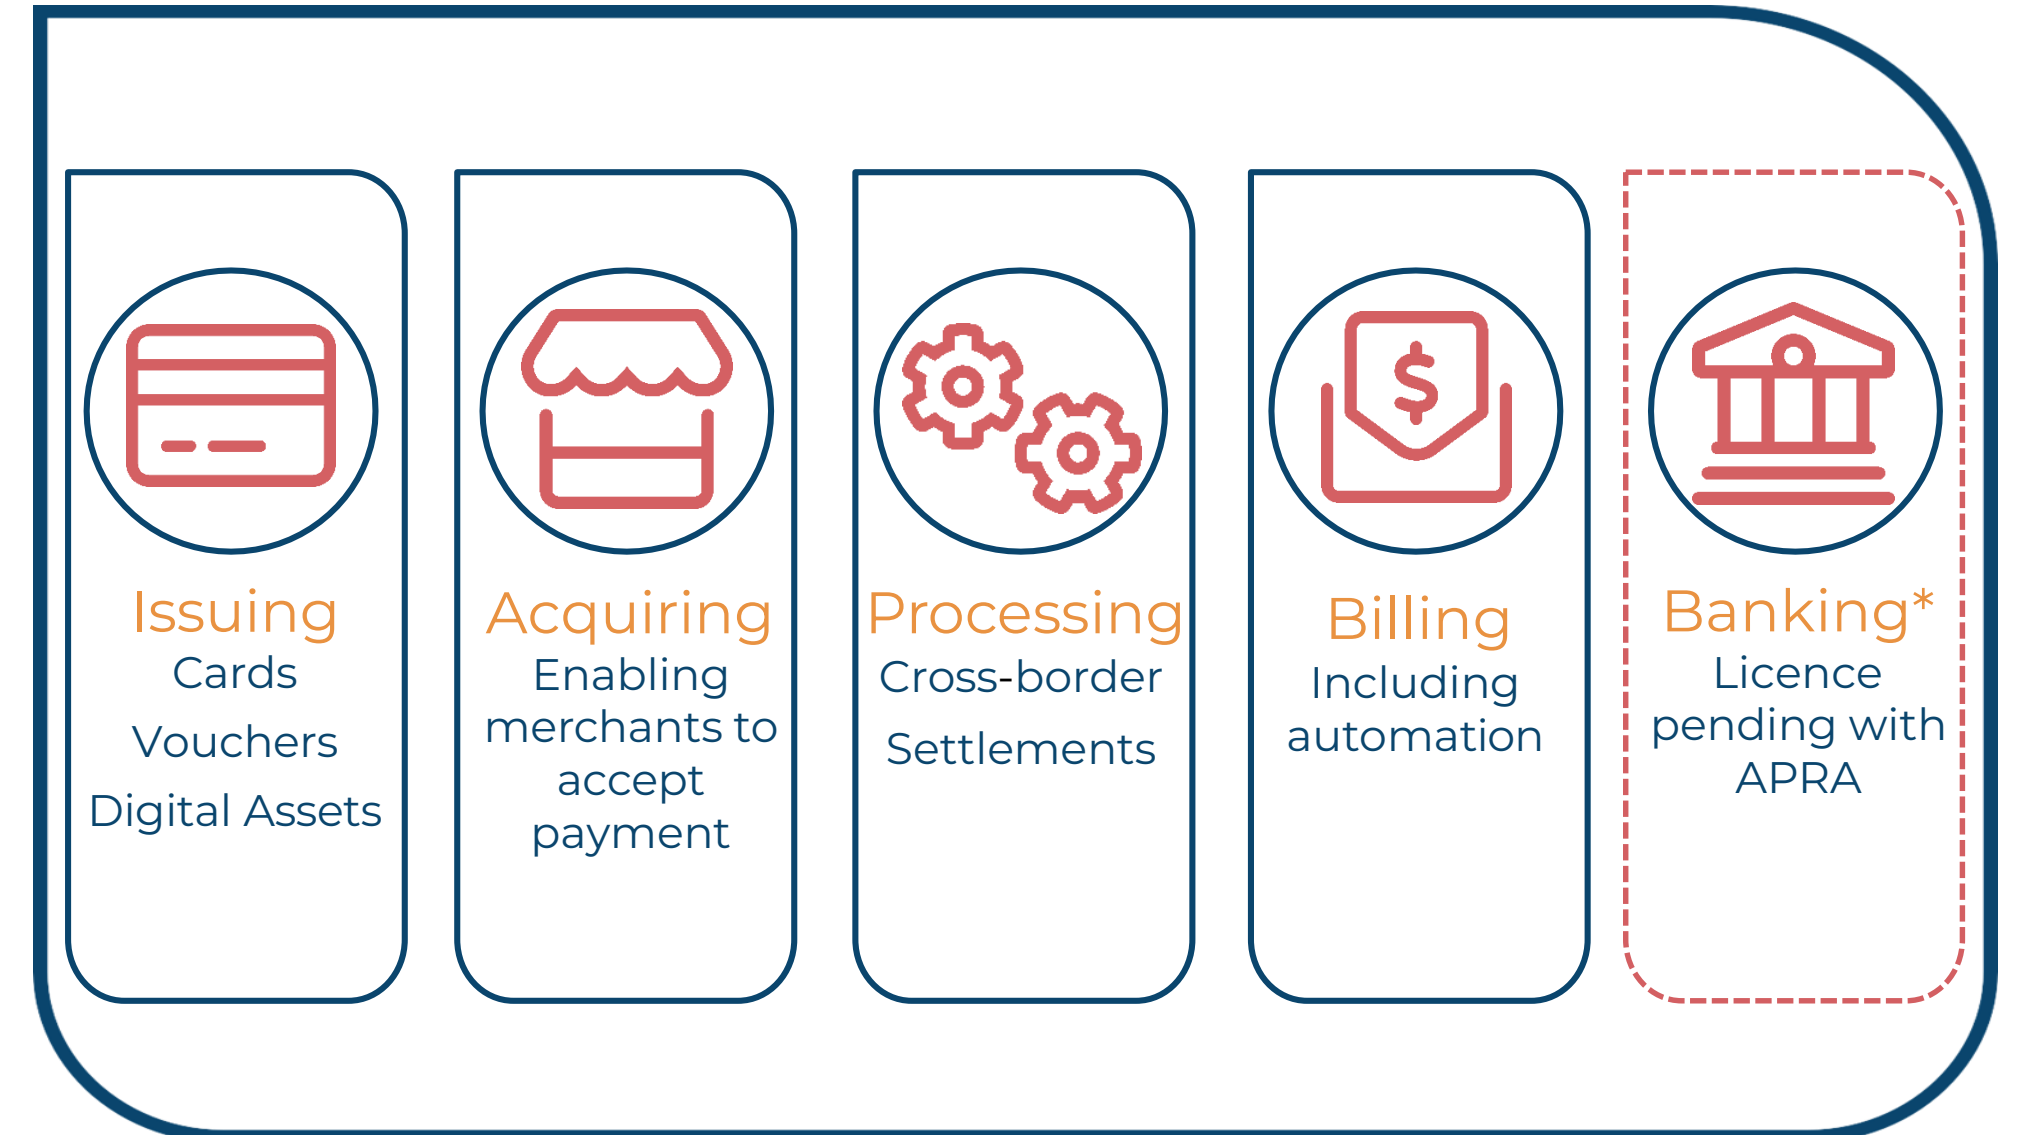 Issuing
Cards
Vouchers
Digital Assets
Acquiring
Enabling
merchants to
accept
payment
Processing
Cross-border
Settlements
$
Billing
Including
automation
Banking*
Licence
pending with
APRA